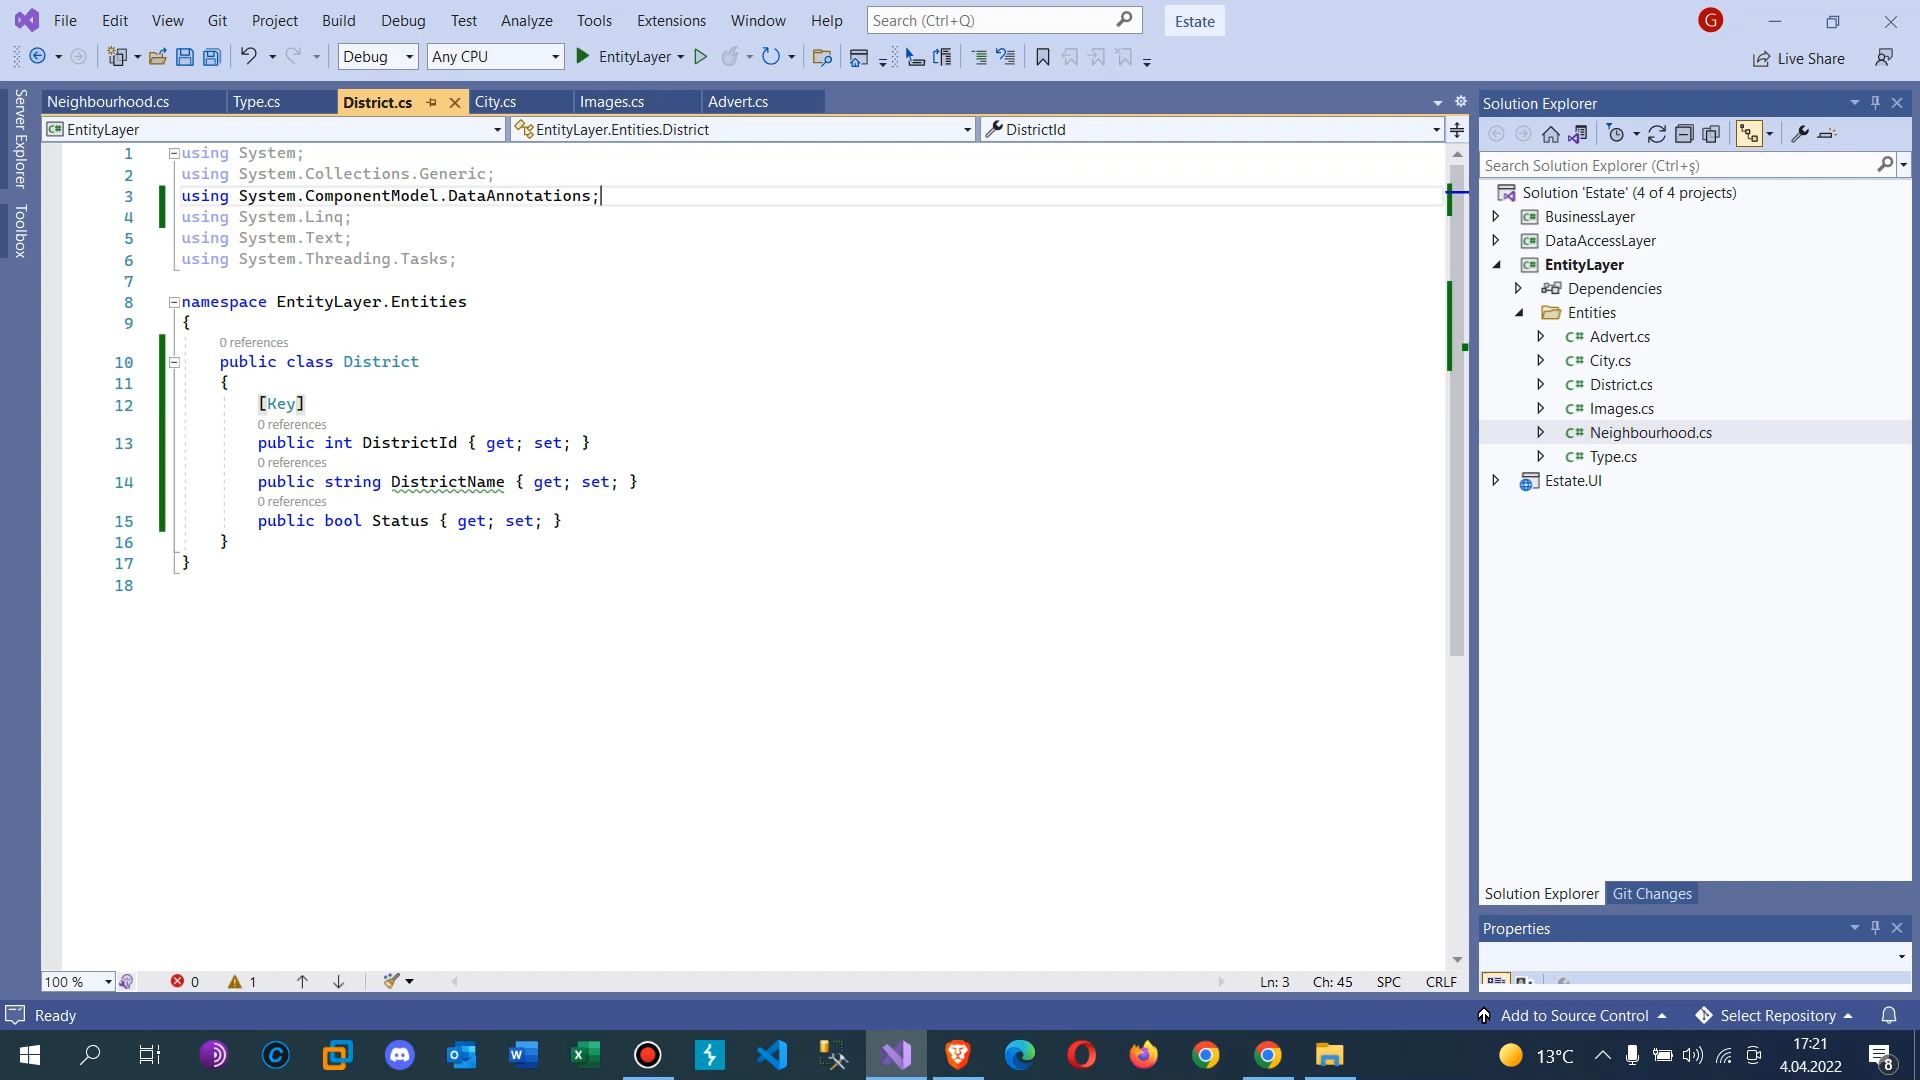 File Edit View Git Project Build Debug Test Analyze Tools Extensions Window Help Search (Ctrl+Q) Estate G
Debug Any CPU EntityLayer Live Share
Server Explorer
Toolbox
Neighbourhood.cs Type.cs District.cs City.cs Images.cs Advert.cs
C# EntityLayer EntityLayer.Entities.District DistrictId
1 using System;
2 using System.Collections.Generic;
3 using System.ComponentModel.DataAnnotations;
4 using System.Linq;
5 using System.Text;
6 using System.Threading.Tasks;
7
8 namespace EntityLayer.Entities
9 {
0 references
10 public class District
11 {
12 [Key]
0 references
13 public int DistrictId { get; set; }
0 references
14 public string DistrictName { get; set; }
0 references
15 public bool Status { get; set; }
16 }
17 }
18
100 % 0 1 Ln: 3 Ch: 45 SPC CRLF
Solution Explorer
Search Solution Explorer (Ctrl+ş)
Solution 'Estate' (4 of 4 projects)
C# BusinessLayer
C# DataAccessLayer
C# EntityLayer
Dependencies
Entities
C# Advert.cs
C# City.cs
C# District.cs
C# Images.cs
C# Neighbourhood.cs
C# Type.cs
Estate.UI
Solution Explorer Git Changes
Properties
Ready Add to Source Control Select Repository
13°C 17:21
4.04.2022
8